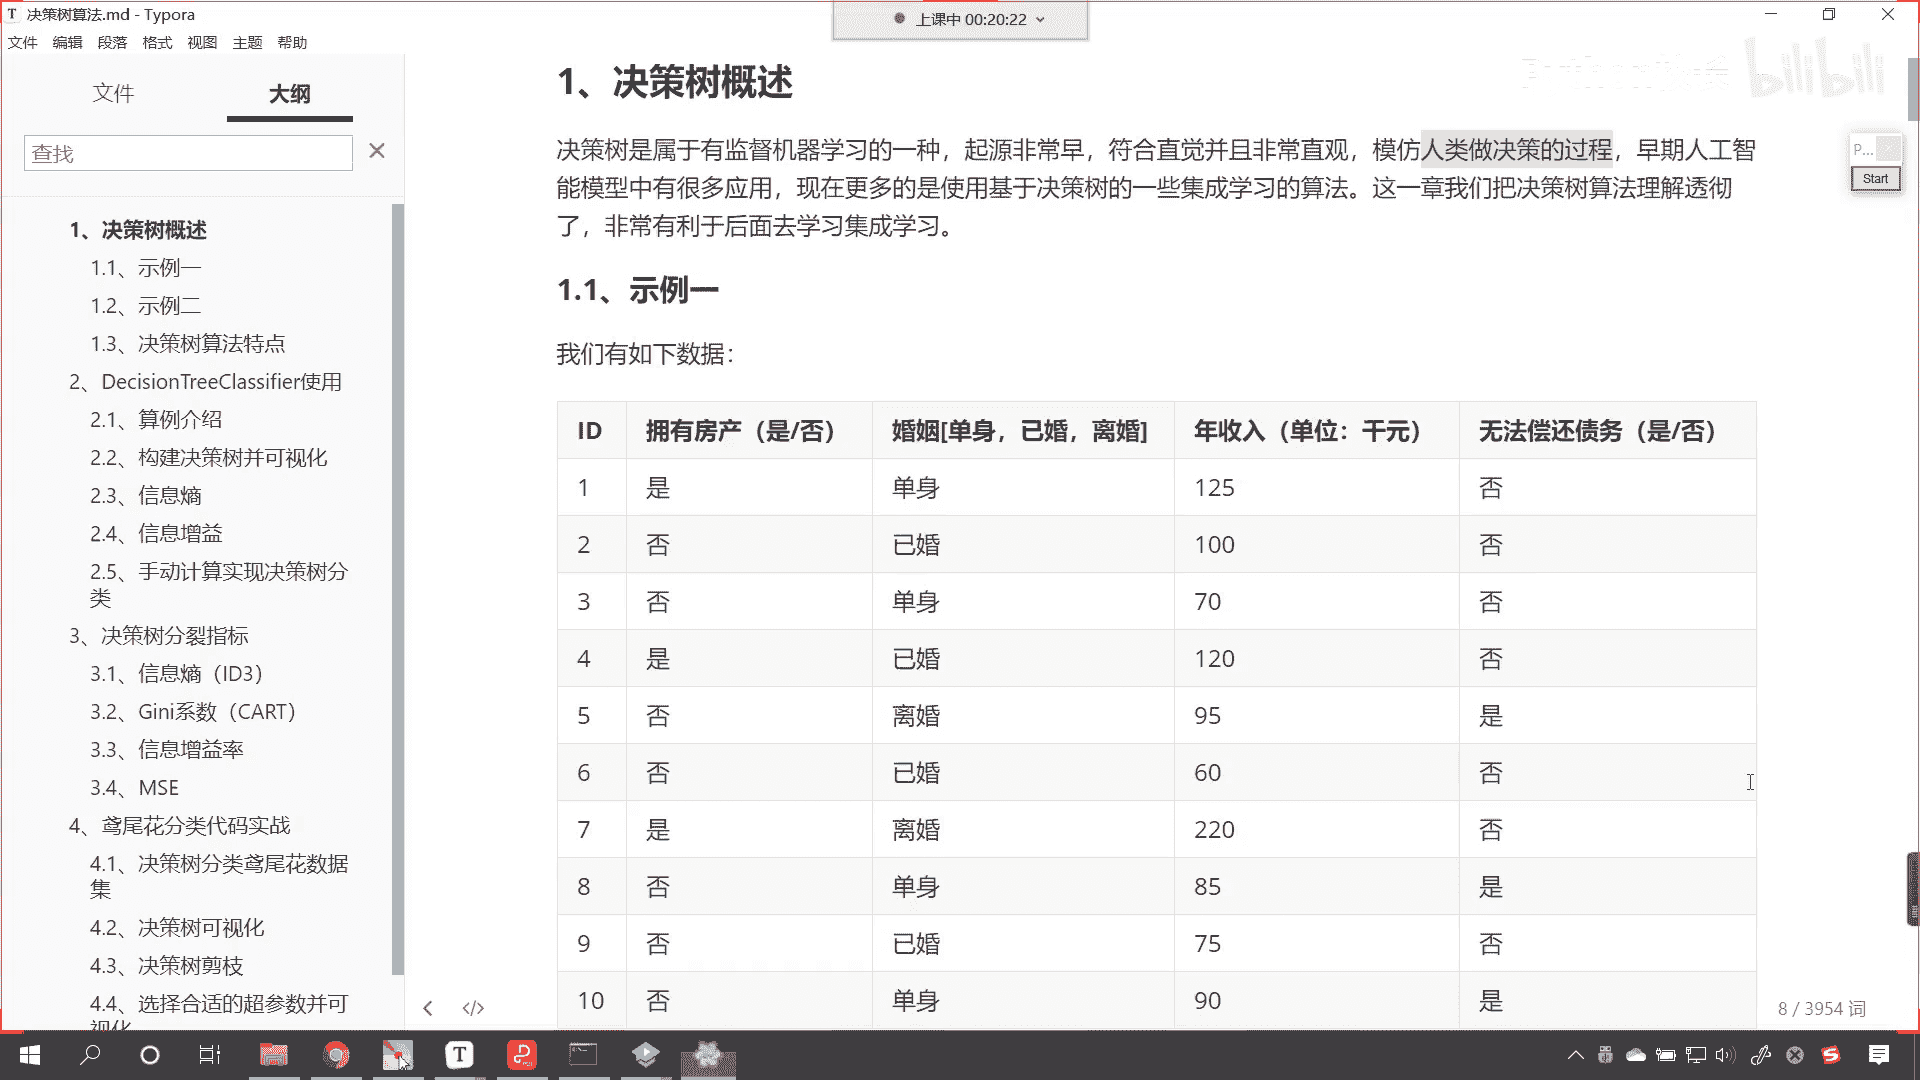 决策树算法.md - Typora
上课中 00:20:22
文件 编辑 段落 格式 视图 主题 帮助
文件 大纲
查找
1、决策树概述
1.1、示例一
1.2、示例二
1.3、决策树算法特点
2、DecisionTreeClassifier使用
2.1、算例介绍
2.2、构建决策树并可视化
2.3、信息熵
2.4、信息增益
2.5、手动计算实现决策树分
类
3、决策树分裂指标
3.1、信息熵（ID3）
3.2、Gini系数（CART）
3.3、信息增益率
3.4、MSE
4、鸢尾花分类代码实战
4.1、决策树分类鸢尾花数据
集
4.2、决策树可视化
4.3、决策树剪枝
4.4、选择合适的超参数并可
视化
1、决策树概述
决策树是属于有监督机器学习的一种，起源非常早，符合直觉并且非常直观，模仿人类做决策的过程，早期人工智
能模型中有很多应用，现在更多的是使用基于决策树的一些集成学习的算法。这一章我们把决策树算法理解透彻
了，非常有利于后面去学习集成学习。
1.1、示例一
我们有如下数据：
ID 拥有房产（是/否） 婚姻[单身，已婚，离婚] 年收入（单位：千元） 无法偿还债务（是/否）
1 是 单身 125 否
2 否 已婚 100 否
3 否 单身 70 否
4 是 已婚 120 否
5 否 离婚 95 是
6 否 已婚 60 否
7 是 离婚 220 否
8 否 单身 85 是
9 否 已婚 75 否
10 否 单身 90 是
8 / 3954 词
bilibili
P...
Start